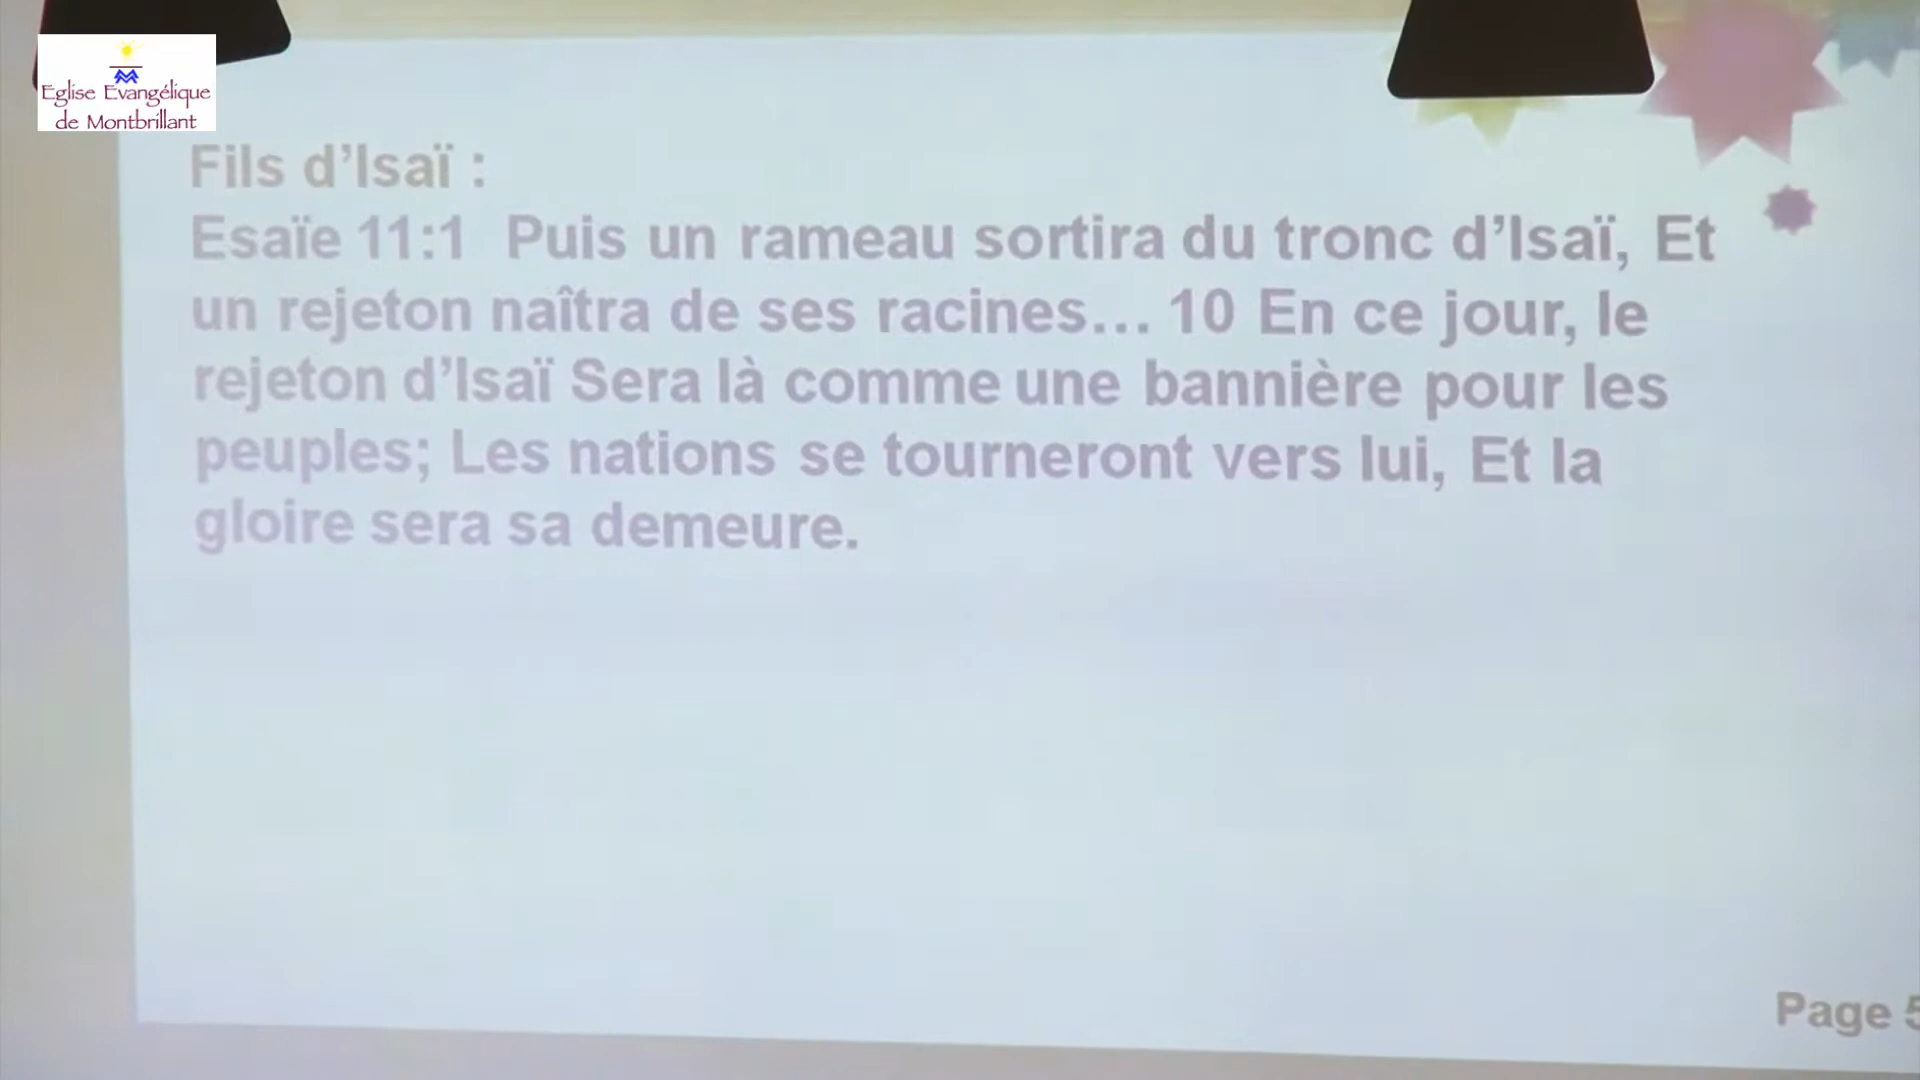 Eglise Evangélique
de Montbrillant
Fils d’Isaï :
Esaïe 11:1 Puis un rameau sortira du tronc d’Isaï, Et
un rejeton naîtra de ses racines... 10 En ce jour, le
rejeton d’Isaï Sera là comme une bannière pour les
peuples; Les nations se tourneront vers lui, Et la
gloire sera sa demeure.
Page 5